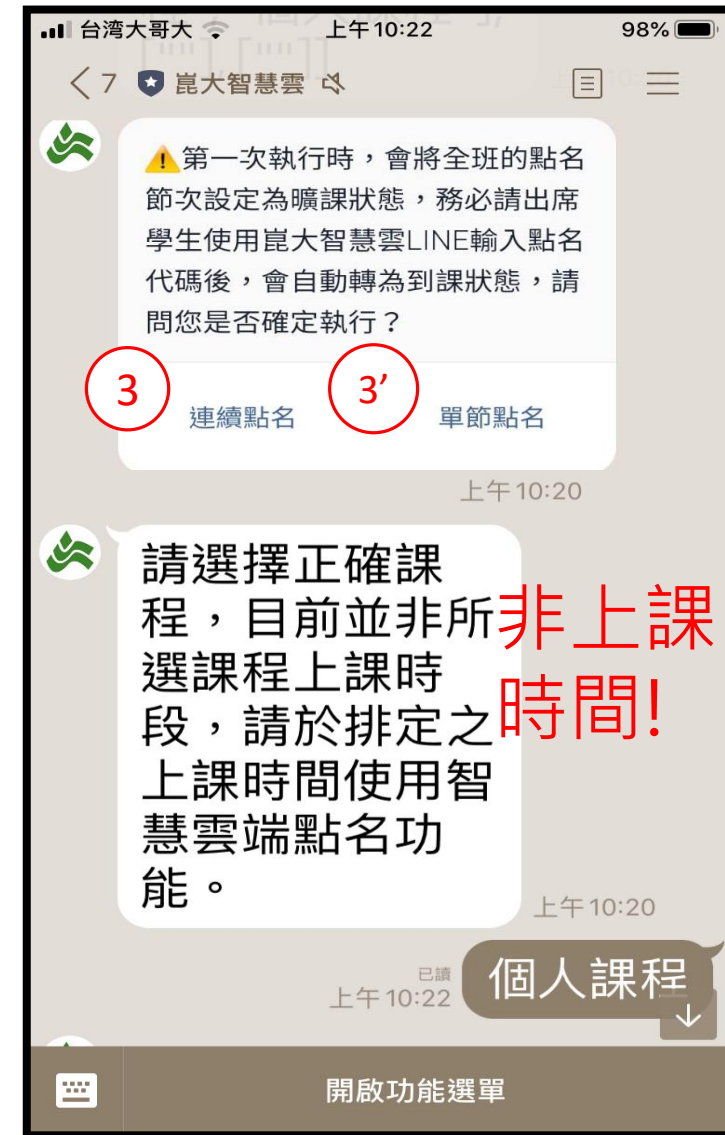 台湾大哥大 上午10:22 98%
7 崑大智慧雲
⚠第一次執行時，會將全班的點名
節次設定為曠課狀態，務必請出席
學生使用崑大智慧雲LINE輸入點名
代碼後，會自動轉為到課狀態，請
問您是否確定執行？
3 3’
連續點名 單節點名
上午10:20
請選擇正確課
程，目前並非所
選課程上課時
段，請於排定之
上課時間使用智
慧雲端點名功
能。
非上課
時間!
上午10:20
已讀
上午10:22
個人課程
開啟功能選單